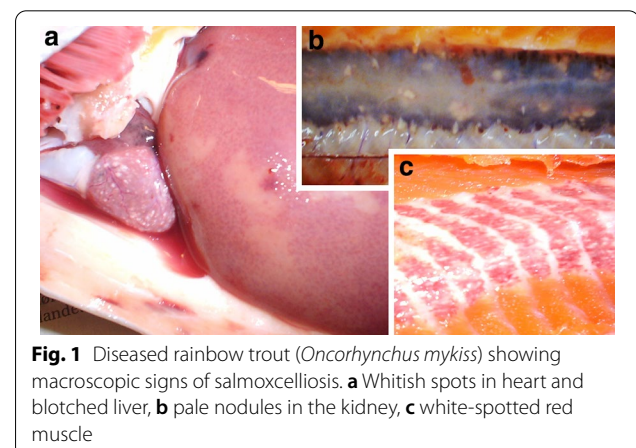 a
b
c
lande
Fig. 1 Diseased rainbow trout (Oncorhynchus mykiss) showing
macroscopic signs of salmoxcelliosis. a Whitish spots in heart and
blotched liver, b pale nodules in the kidney, c white-spotted red
muscle